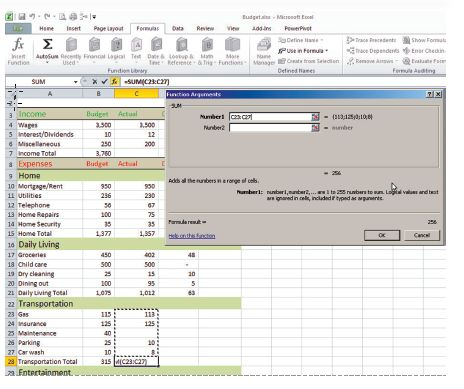 Budget.xlsx - Microsoft Excel
Home Insert Page Layout Formulas Data Review View Add-Ins PowerPivot
Insert Function
AutoSum Recently Used Financial Logical Text Date & Time Lookup & Reference Math & Trig More Functions
Function Library
Name Manager
Define Name
Use in Formula
Create from Selection
Defined Names
Trace Precedents
Trace Dependents
Remove Arrows
Show Formula
Error Checkin
Evaluate Form
Formula Auditing
SUM =SUM(C23:C27)
A B C
3 Income Budget Actual
4 Wages 3,500 3,500
5 Interest/Dividends 10 12
6 Miscellaneous 250 200
7 Income Total 3,760
8 Expenses Budget Actual
9 Home
10 Mortgage/Rent 950 950
11 Utilities 236 230
12 Telephone 56 67
13 Home Repairs 100 75
14 Home Security 35 35
15 Home Total 1,377 1,357
16 Daily Living
17 Groceries 450 402 48
18 Child care 500 500 -
19 Dry cleaning 25 15 10
20 Dining out 100 95 5
21 Daily Living Total 1,075 1,012 63
22 Transportation
23 Gas 115 113
24 Insurance 125 125
25 Maintenance 40
26 Parking 25 10
27 Car wash 10 8
28 Transportation Total 315 (C23:C27)
29 Entertainment
Function Arguments
SUM
Number1 C23:C27 = {113;125;0;10;8}
Number2 = number
= 256
Adds all the numbers in a range of cells.
Number1: number1,number2,... are 1 to 255 numbers to sum. Logical values and text
are ignored in cells, included if typed as arguments.
Formula result = 256
Help on this function
OK Cancel